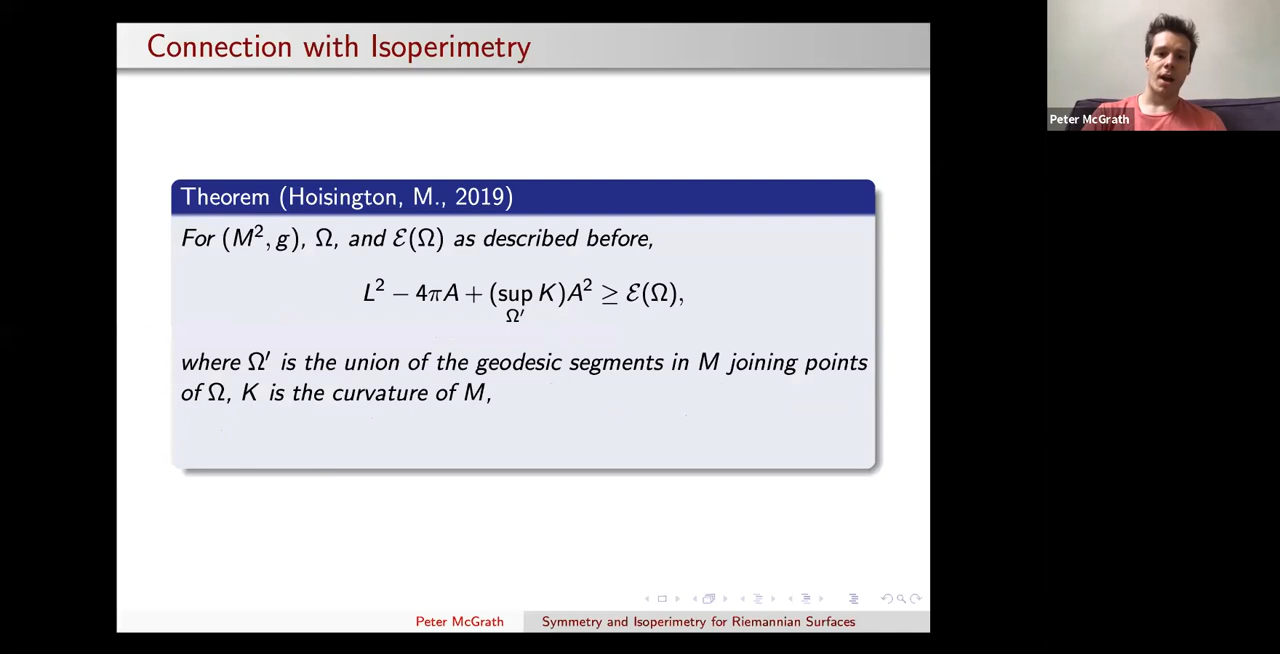 Connection with Isoperimetry
Peter McGrath
Theorem (Hoisington, M., 2019)
For (M², g), Ω, and ℰ(Ω) as described before,
L² − 4πA + (sup K)A² ≥ ℰ(Ω),
Ω′
where Ω′ is the union of the geodesic segments in M joining points
of Ω, K is the curvature of M,
Peter McGrath
Symmetry and Isoperimetry for Riemannian Surfaces